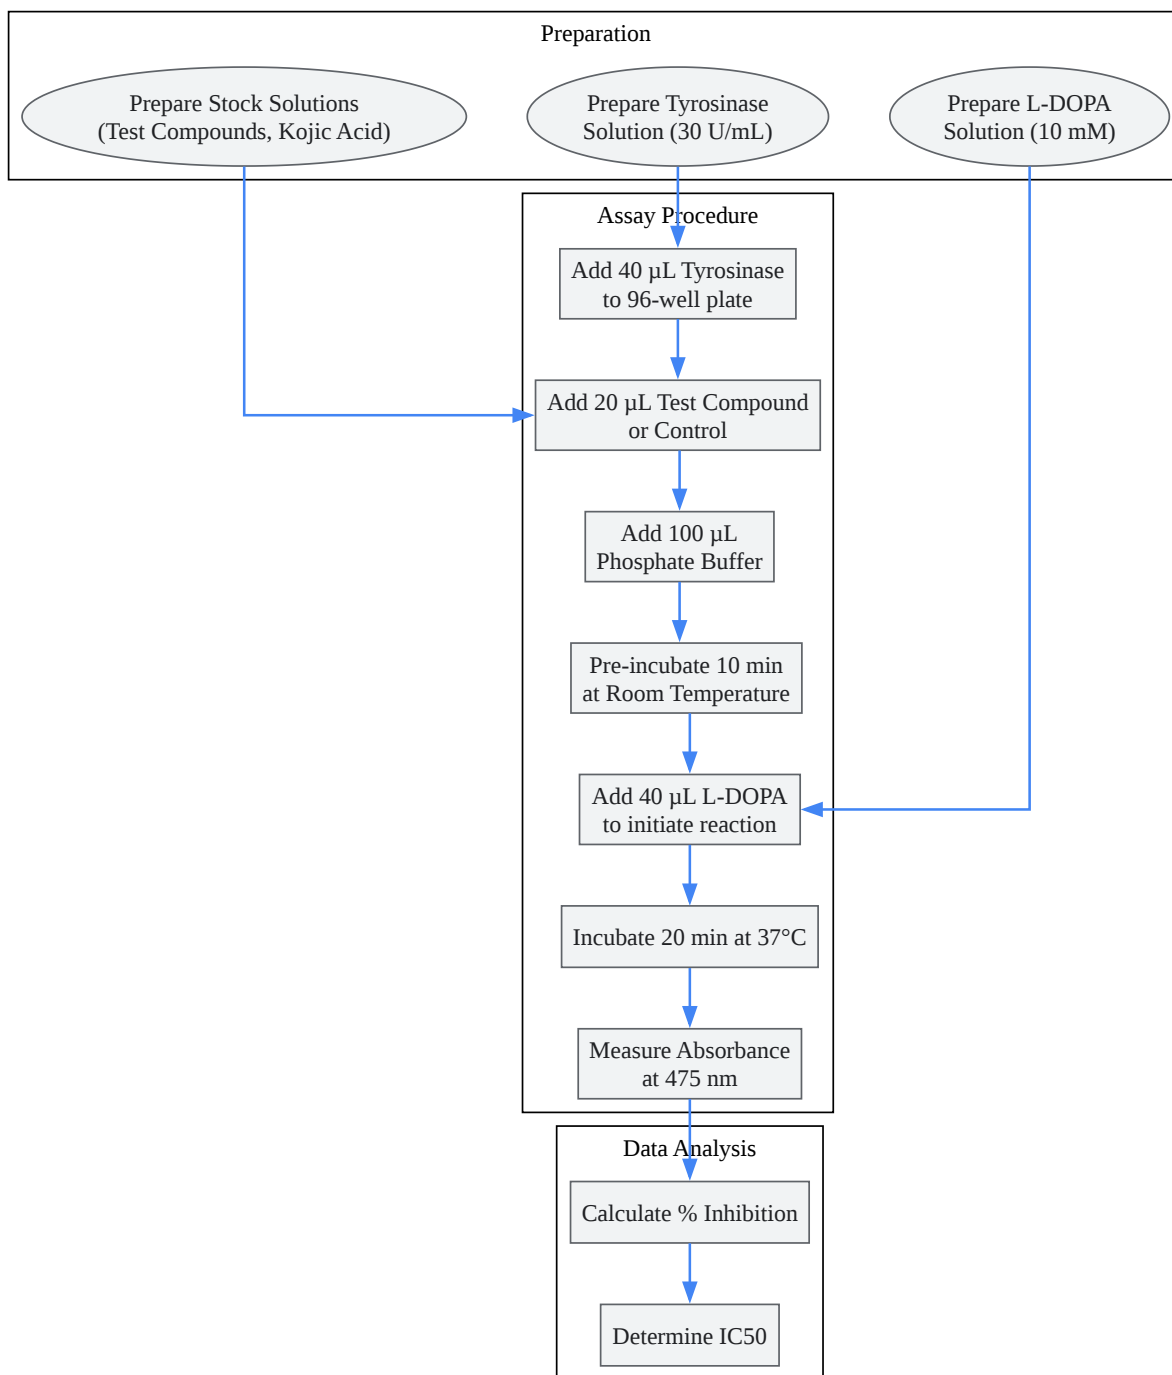 Preparation
Prepare Stock Solutions
(Test Compounds, Kojic Acid)
Prepare Tyrosinase
Solution (30 U/mL)
Prepare L-DOPA
Solution (10 mM)
Assay Procedure
Add 40 µL Tyrosinase
to 96-well plate
Add 20 µL Test Compound
or Control
Add 100 µL
Phosphate Buffer
Pre-incubate 10 min
at Room Temperature
Add 40 µL L-DOPA
to initiate reaction
Incubate 20 min at 37°C
Measure Absorbance
at 475 nm
Data Analysis
Calculate % Inhibition
Determine IC50